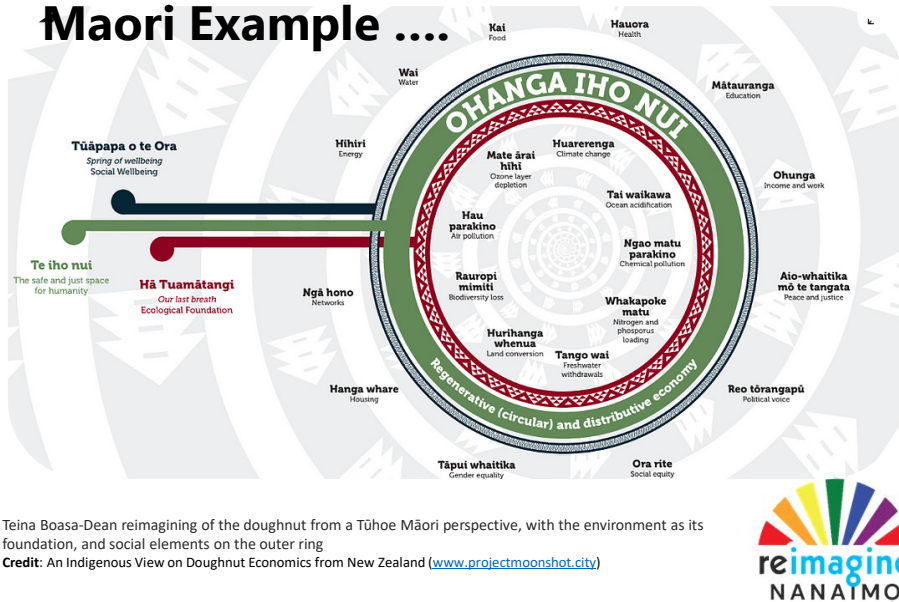 Maori Example ....
Kai
Food
Hauora
Health
Wai
Water
Mātauranga
Education
Hihiri
Energy
Ohunga
Income and work
Ngā hono
Networks
Aio-whaitika
mō te tangata
Peace and justice
Hanga whare
Housing
Reo tōrangapū
Political voice
Tāpui whaitika
Gender equality
Ora rite
Social equity
Tūāpapa o te Ora
Spring of wellbeing
Social Wellbeing
Te iho nui
The safe and just space
for humanity
Hā Tuamātangi
Our last breath
Ecological Foundation
OHANGA IHO NUI
Mate ārai
hīhī
Ozone layer
depletion
Huarerenga
Climate change
Tai waikawa
Ocean acidification
Hau
parakino
Air pollution
Ngao matu
parakino
Chemical pollution
Rauropi
mimiti
Biodiversity loss
Whakapoke
matu
Nitrogen and
phosporus
loading
Hurihanga
whenua
Land conversion
Tango wai
Freshwater
withdrawals
Regenerative (circular) and distributive economy
Teina Boasa-Dean reimagining of the doughnut from a Tūhoe Māori perspective, with the environment as its
foundation, and social elements on the outer ring
Credit: An Indigenous View on Doughnut Economics from New Zealand (www.projectmoonshot.city)
reimagine
NANAIMO